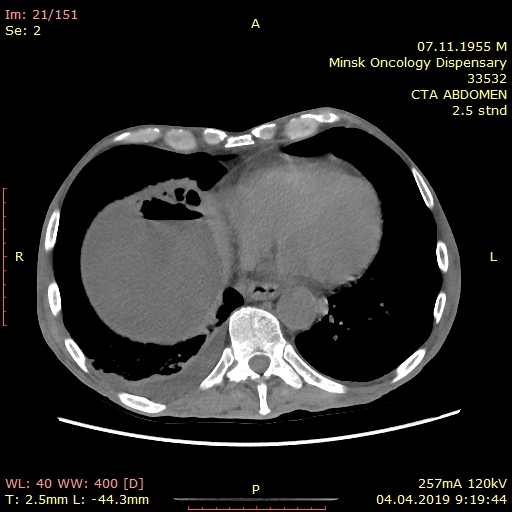 Im: 21/151
Se: 2
A
07.11.1955 M
Minsk Oncology Dispensary
33532
CTA ABDOMEN
2.5 stnd
R
L
WL: 40 WW: 400 [D]
T: 2.5mm L: -44.3mm
P
257mA 120kV
04.04.2019 9:19:44